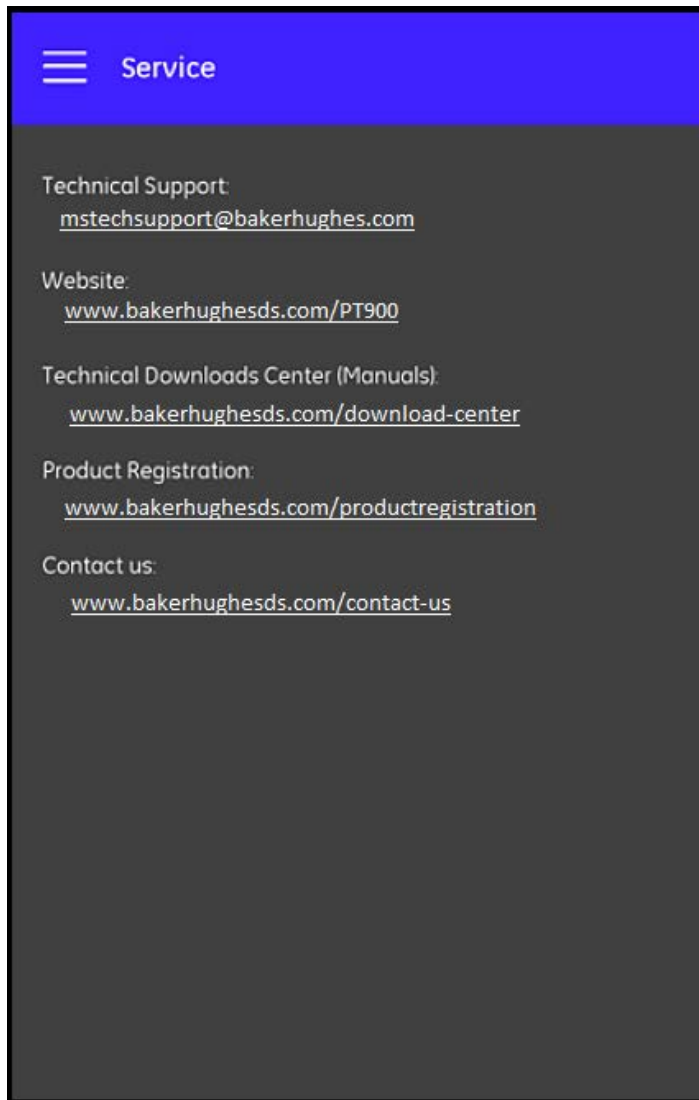 Service
Technical Support:
mstechsupport@bakerhughes.com
Website:
www.bakerhughesds.com/PT900
Technical Downloads Center (Manuals):
www.bakerhughesds.com/download-center
Product Registration:
www.bakerhughesds.com/productregistration
Contact us:
www.bakerhughesds.com/contact-us